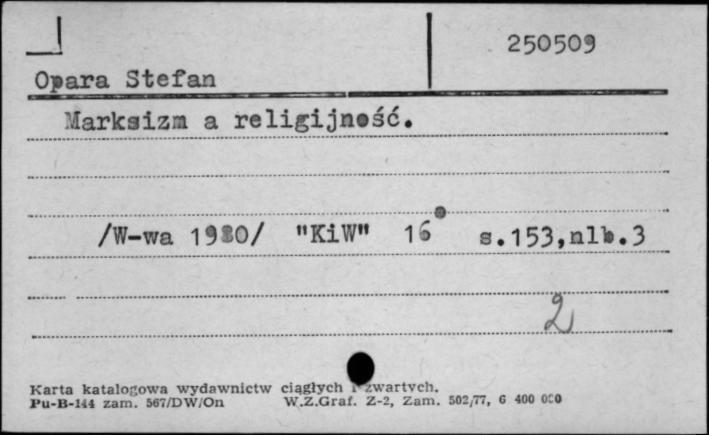 250509
Opara Stefan
Marksizm a religijność.
/W-wa 1980/ "KiW" 16° s.153,nlb.3
2
Karta katalogowa wydawnictw ciągłych i zwartych.
Pu-B-144 zam. 567/DW/On W.Z.Graf. Z-2, Zam. 502/77, 6 400 000